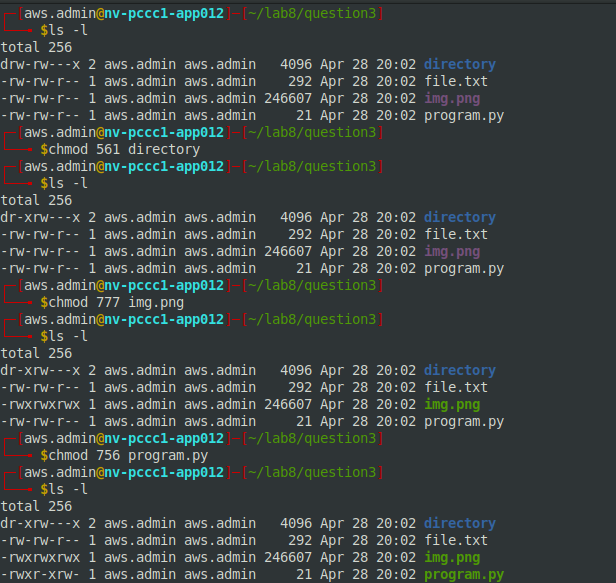 [aws.admin@nv-pccc1-app012]-[~/lab8/question3]
$ls -l
total 256
drw-rw---x 2 aws.admin aws.admin   4096 Apr 28 20:02 directory
-rw-rw-r-- 1 aws.admin aws.admin    292 Apr 28 20:02 file.txt
-rw-rw-r-- 1 aws.admin aws.admin 246607 Apr 28 20:02 img.png
-rw-rw-r-- 1 aws.admin aws.admin     21 Apr 28 20:02 program.py
[aws.admin@nv-pccc1-app012]-[~/lab8/question3]
$chmod 561 directory
[aws.admin@nv-pccc1-app012]-[~/lab8/question3]
$ls -l
total 256
dr-xrw---x 2 aws.admin aws.admin   4096 Apr 28 20:02 directory
-rw-rw-r-- 1 aws.admin aws.admin    292 Apr 28 20:02 file.txt
-rw-rw-r-- 1 aws.admin aws.admin 246607 Apr 28 20:02 img.png
-rw-rw-r-- 1 aws.admin aws.admin     21 Apr 28 20:02 program.py
[aws.admin@nv-pccc1-app012]-[~/lab8/question3]
$chmod 777 img.png
[aws.admin@nv-pccc1-app012]-[~/lab8/question3]
$ls -l
total 256
dr-xrw---x 2 aws.admin aws.admin   4096 Apr 28 20:02 directory
-rw-rw-r-- 1 aws.admin aws.admin    292 Apr 28 20:02 file.txt
-rwxrwxrwx 1 aws.admin aws.admin 246607 Apr 28 20:02 img.png
-rw-rw-r-- 1 aws.admin aws.admin     21 Apr 28 20:02 program.py
[aws.admin@nv-pccc1-app012]-[~/lab8/question3]
$chmod 756 program.py
[aws.admin@nv-pccc1-app012]-[~/lab8/question3]
$ls -l
total 256
dr-xrw---x 2 aws.admin aws.admin   4096 Apr 28 20:02 directory
-rw-rw-r-- 1 aws.admin aws.admin    292 Apr 28 20:02 file.txt
-rwxrwxrwx 1 aws.admin aws.admin 246607 Apr 28 20:02 img.png
-rwxr-xrw- 1 aws.admin aws.admin     21 Apr 28 20:02 program.py